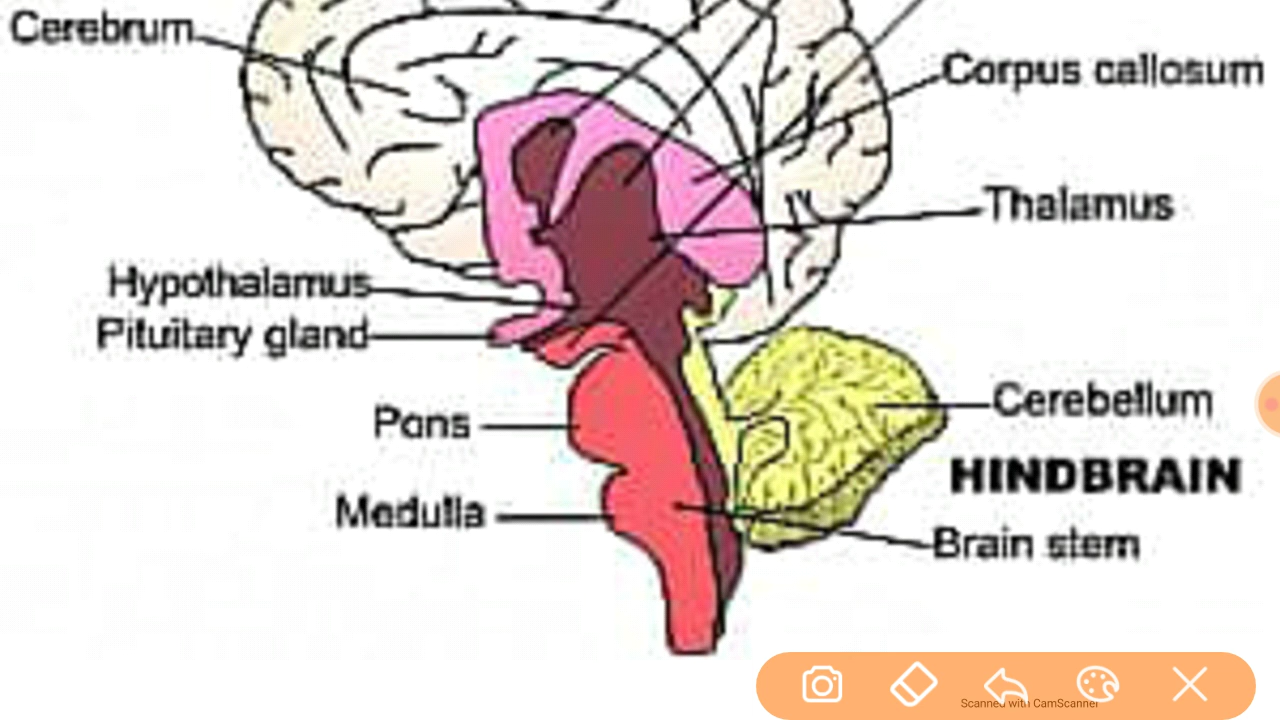 Cerebrum
Corpus callosum
Thalamus
Hypothalamus
Pituitary gland
Cerebellum
Pons
HINDBRAIN
Medulla
Brain stem
Scanned with CamScanner